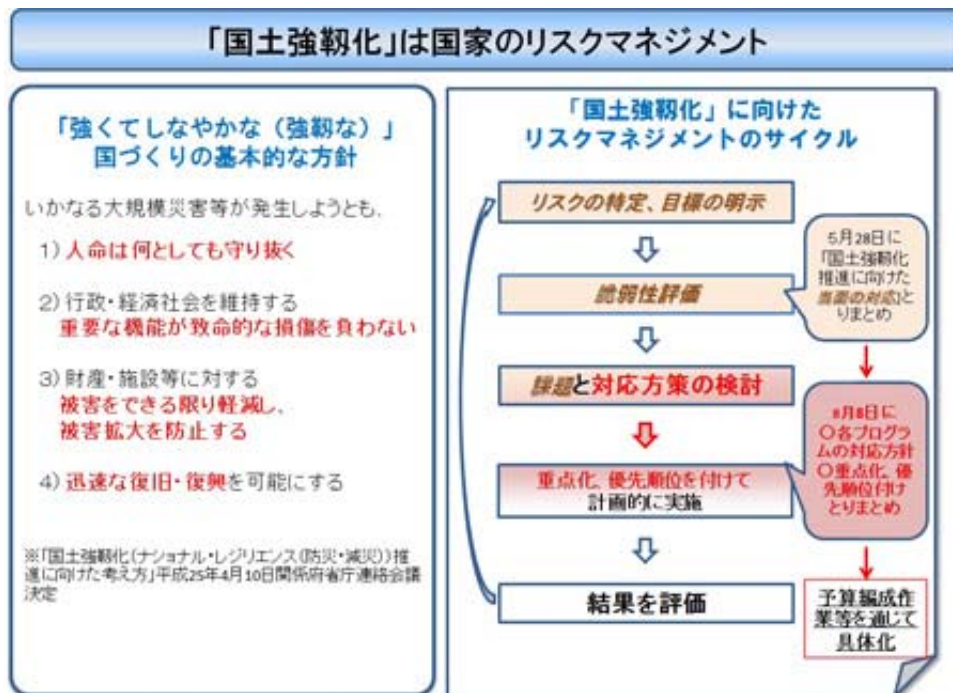 「国土強靱化」は国家のリスクマネジメント
「強くてしなやかな（強靱な）」
国づくりの基本的な方針
いかなる大規模災害等が発生しようとも、
1）人命は何としても守り抜く
2）行政・経済社会を維持する
重要な機能が致命的な損傷を負わない
3）財産・施設等に対する
被害をできる限り軽減し、
被害拡大を防止する
4）迅速な復旧・復興を可能にする
※「国土強靱化（ナショナル・レジリエンス（防災・減災））推
進に向けた考え方」平成25年4月10日関係府省庁連絡会議
決定
「国土強靱化」に向けた
リスクマネジメントのサイクル
リスクの特定、目標の明示
脆弱性評価
課題と対応方策の検討
重点化、優先順位を付けて
計画的に実施
結果を評価
5月28日に
「国土強靱化
推進に向けた
当面の対応」と
りまとめ
8月8日に
○各プログラ
ムの対応方針
○重点化、優
先順位付け
とりまとめ
予算編成作
業等を通じて
具体化